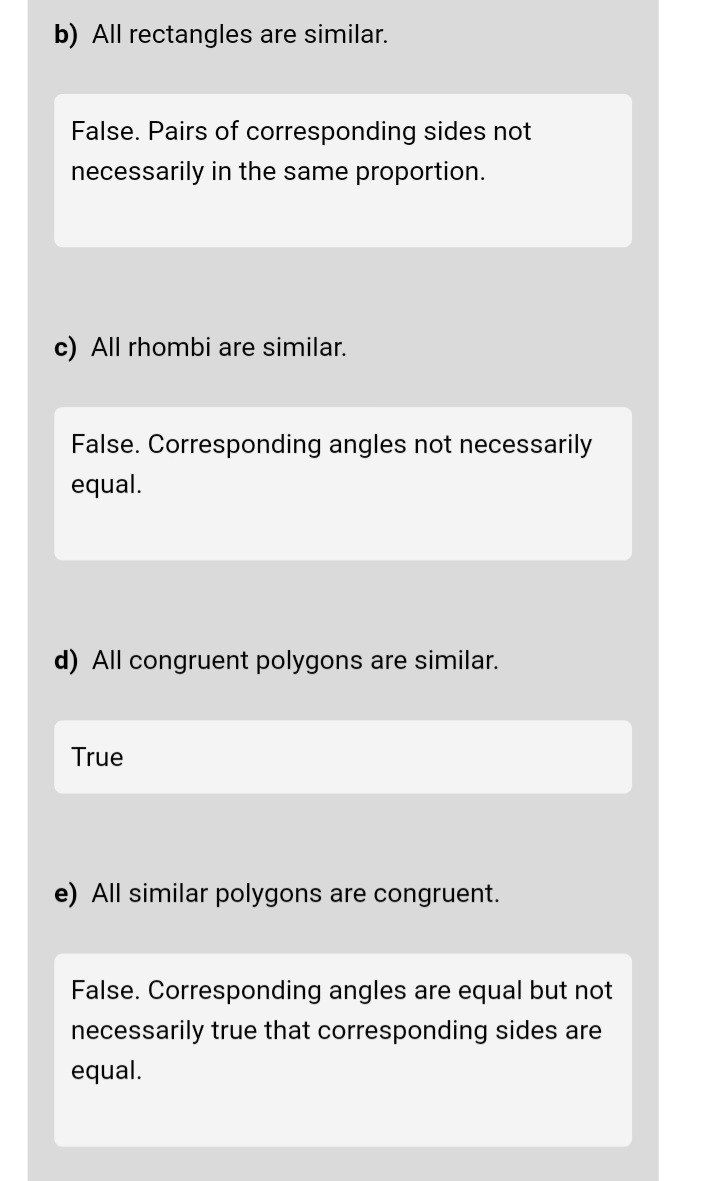 b) All rectangles are similar.
False. Pairs of corresponding sides not
necessarily in the same proportion.
c) All rhombi are similar.
False. Corresponding angles not necessarily
equal.
d) All congruent polygons are similar.
True
e) All similar polygons are congruent.
False. Corresponding angles are equal but not
necessarily true that corresponding sides are
equal.